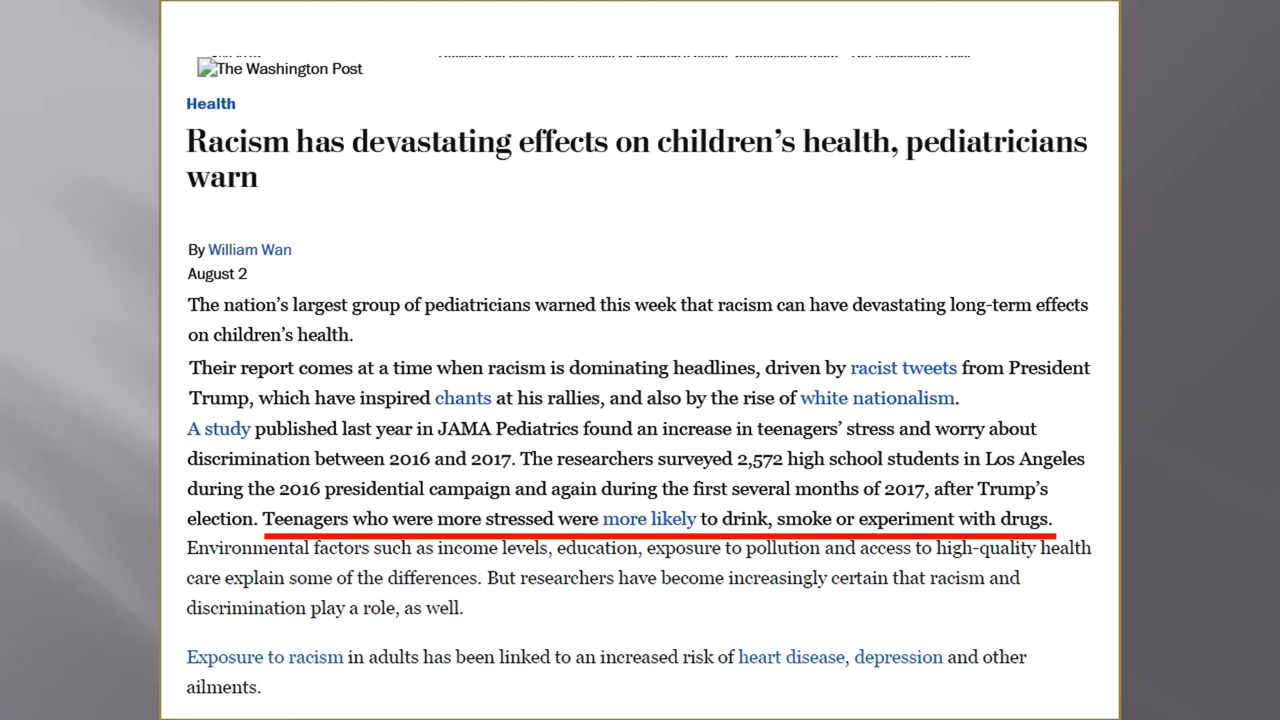 The Washington Post
Health
Racism has devastating effects on children’s health, pediatricians
warn
By William Wan
August 2
The nation’s largest group of pediatricians warned this week that racism can have devastating long-term effects
on children’s health.
Their report comes at a time when racism is dominating headlines, driven by racist tweets from President
Trump, which have inspired chants at his rallies, and also by the rise of white nationalism.
A study published last year in JAMA Pediatrics found an increase in teenagers’ stress and worry about
discrimination between 2016 and 2017. The researchers surveyed 2,572 high school students in Los Angeles
during the 2016 presidential campaign and again during the first several months of 2017, after Trump’s
election. Teenagers who were more stressed were more likely to drink, smoke or experiment with drugs.
Environmental factors such as income levels, education, exposure to pollution and access to high-quality health
care explain some of the differences. But researchers have become increasingly certain that racism and
discrimination play a role, as well.
Exposure to racism in adults has been linked to an increased risk of heart disease, depression and other
ailments.